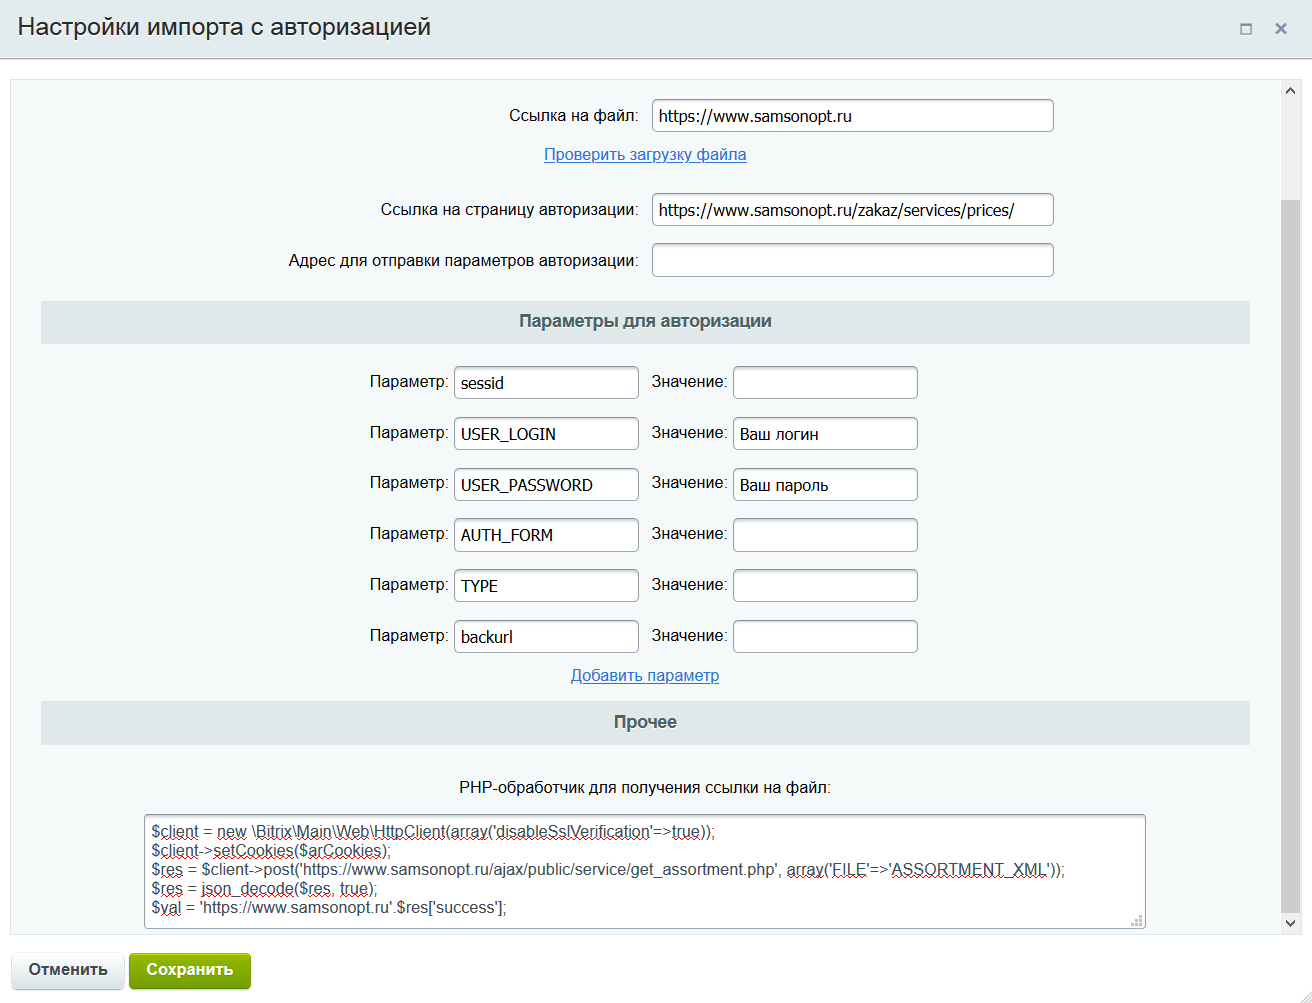 Настройки импорта с авторизацией
Ссылка на файл: https://www.samsonopt.ru
Проверить загрузку файла
Ссылка на страницу авторизации: https://www.samsonopt.ru/zakaz/services/prices/
Адрес для отправки параметров авторизации:
Параметры для авторизации
Параметр: sessid Значение:
Параметр: USER_LOGIN Значение: Ваш логин
Параметр: USER_PASSWORD Значение: Ваш пароль
Параметр: AUTH_FORM Значение:
Параметр: TYPE Значение:
Параметр: backurl Значение:
Добавить параметр
Прочее
PHP-обработчик для получения ссылки на файл:
$client = new \Bitrix\Main\Web\HttpClient(array('disableSslVerification'=>true));
$client->setCookies($arCookies);
$res = $client->post('https://www.samsonopt.ru/ajax/public/service/get_assortment.php', array('FILE'=>'ASSORTMENT_XML'));
$res = json_decode($res, true);
$val = 'https://www.samsonopt.ru'.$res['success'];
Отменить Сохранить